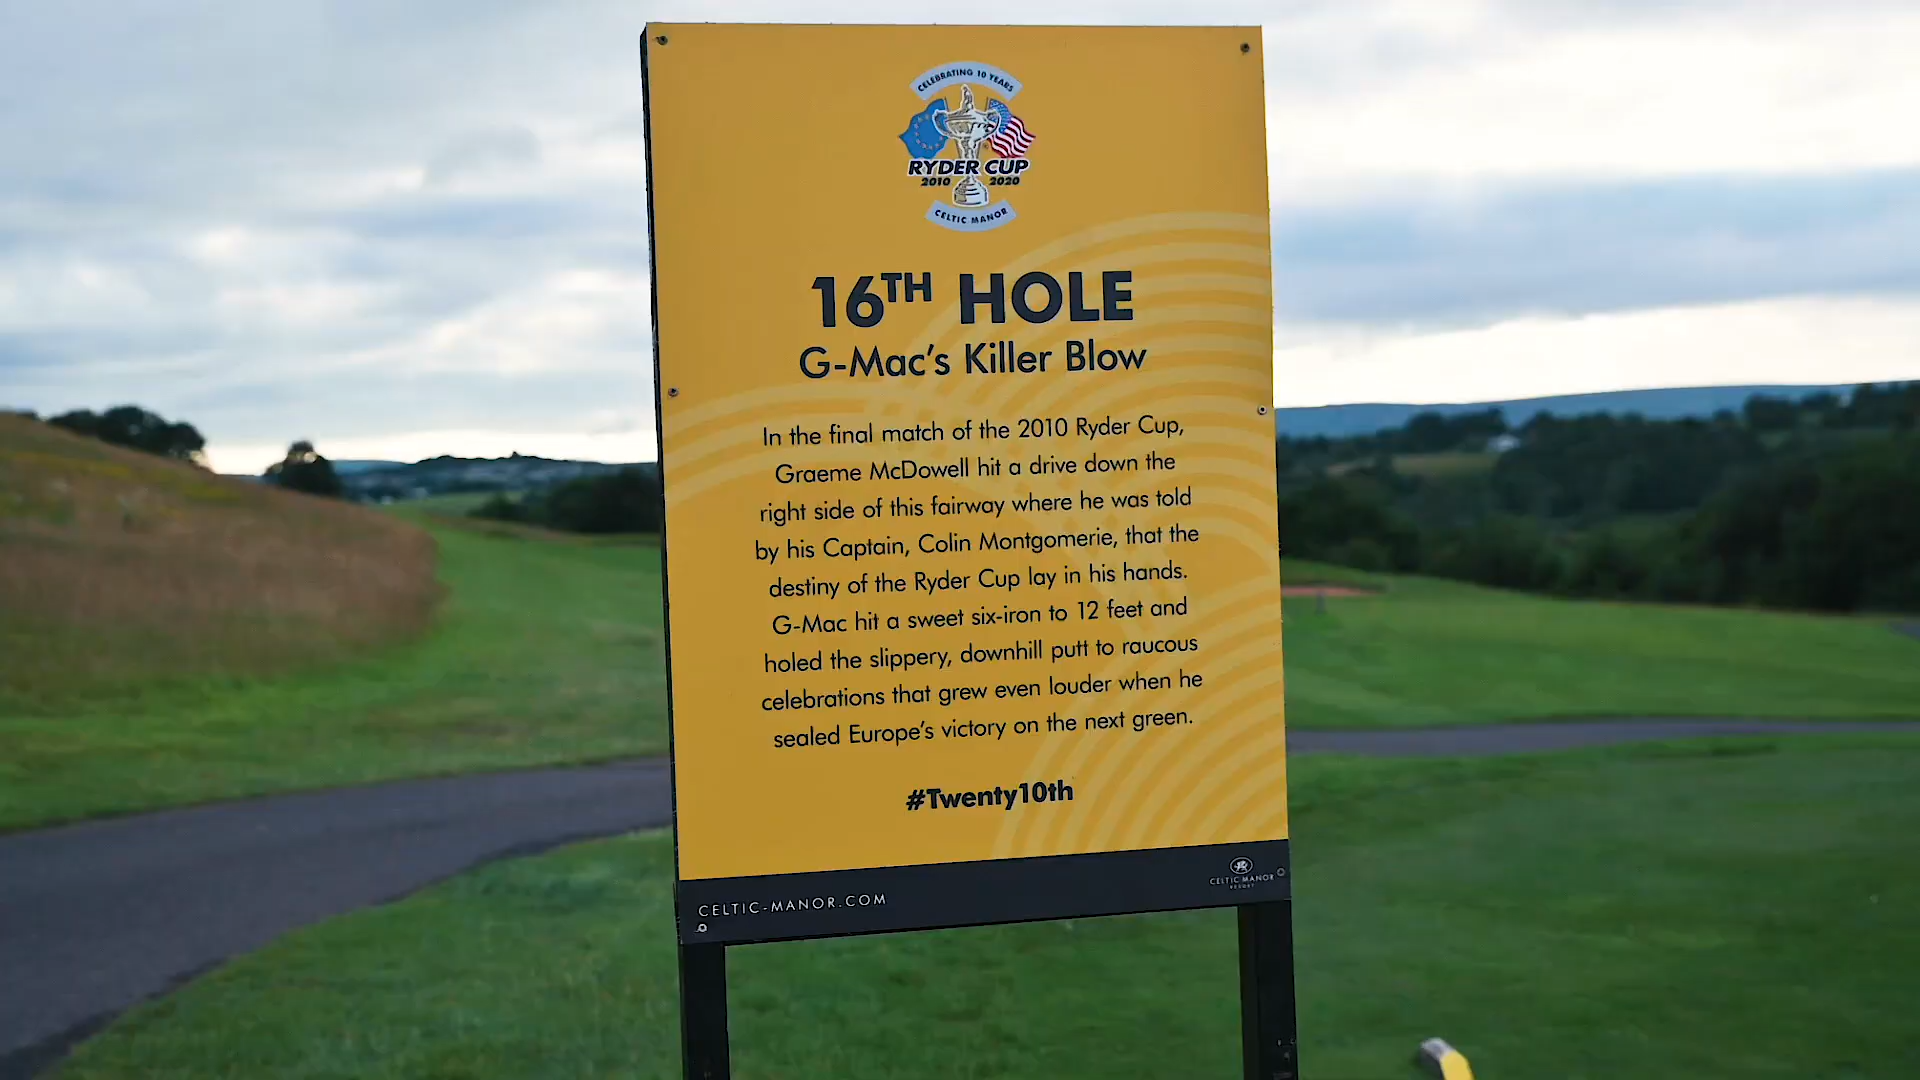 CELEBRATING 10 YEARS
RYDER CUP
2010 2020
CELTIC MANOR
16TH HOLE
G-Mac's Killer Blow
In the final match of the 2010 Ryder Cup,
Graeme McDowell hit a drive down the
right side of this fairway where he was told
by his Captain, Colin Montgomerie, that the
destiny of the Ryder Cup lay in his hands.
G-Mac hit a sweet six-iron to 12 feet and
holed the slippery, downhill putt to raucous
celebrations that grew even louder when he
sealed Europe's victory on the next green.
#Twenty10th
CELTIC-MANOR.COM
CELTIC MANOR
RESORT